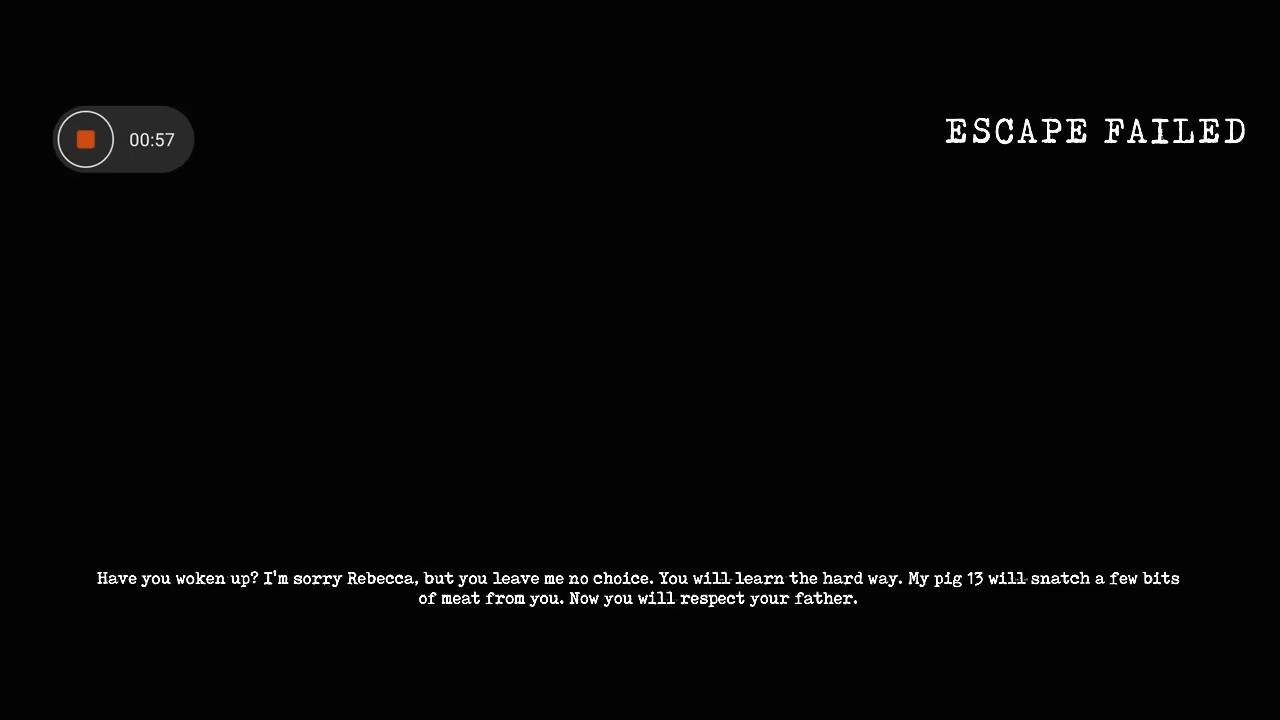 ESCAPE FAILED
00:57
Have you woken up? I'm sorry Rebecca, but you leave me no choice. You will learn the hard way. My pig 13 will snatch a few bits
of meat from you. Now you will respect your father.